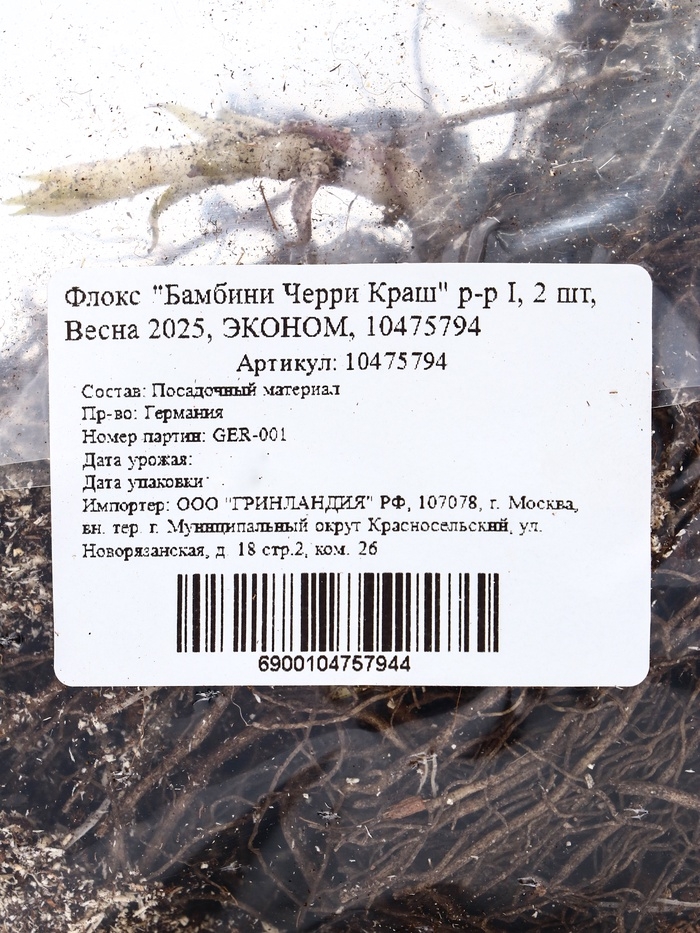 Флокс "Бамбини Черри Краш" р-р I, 2 шт,
Весна 2025, ЭКОНОМ, 10475794
Артикул: 10475794
Состав: Посадочный материал
Пр-во: Германия
Номер партии: GER-001
Дата урожая:
Дата упаковки:
Импортер: ООО "ГРИНЛАНДИЯ" РФ, 107078, г. Москва,
вн. тер. г. Муниципальный округ Красносельский, ул.
Новорязанская, д. 18 стр.2, ком. 26
6900104757944